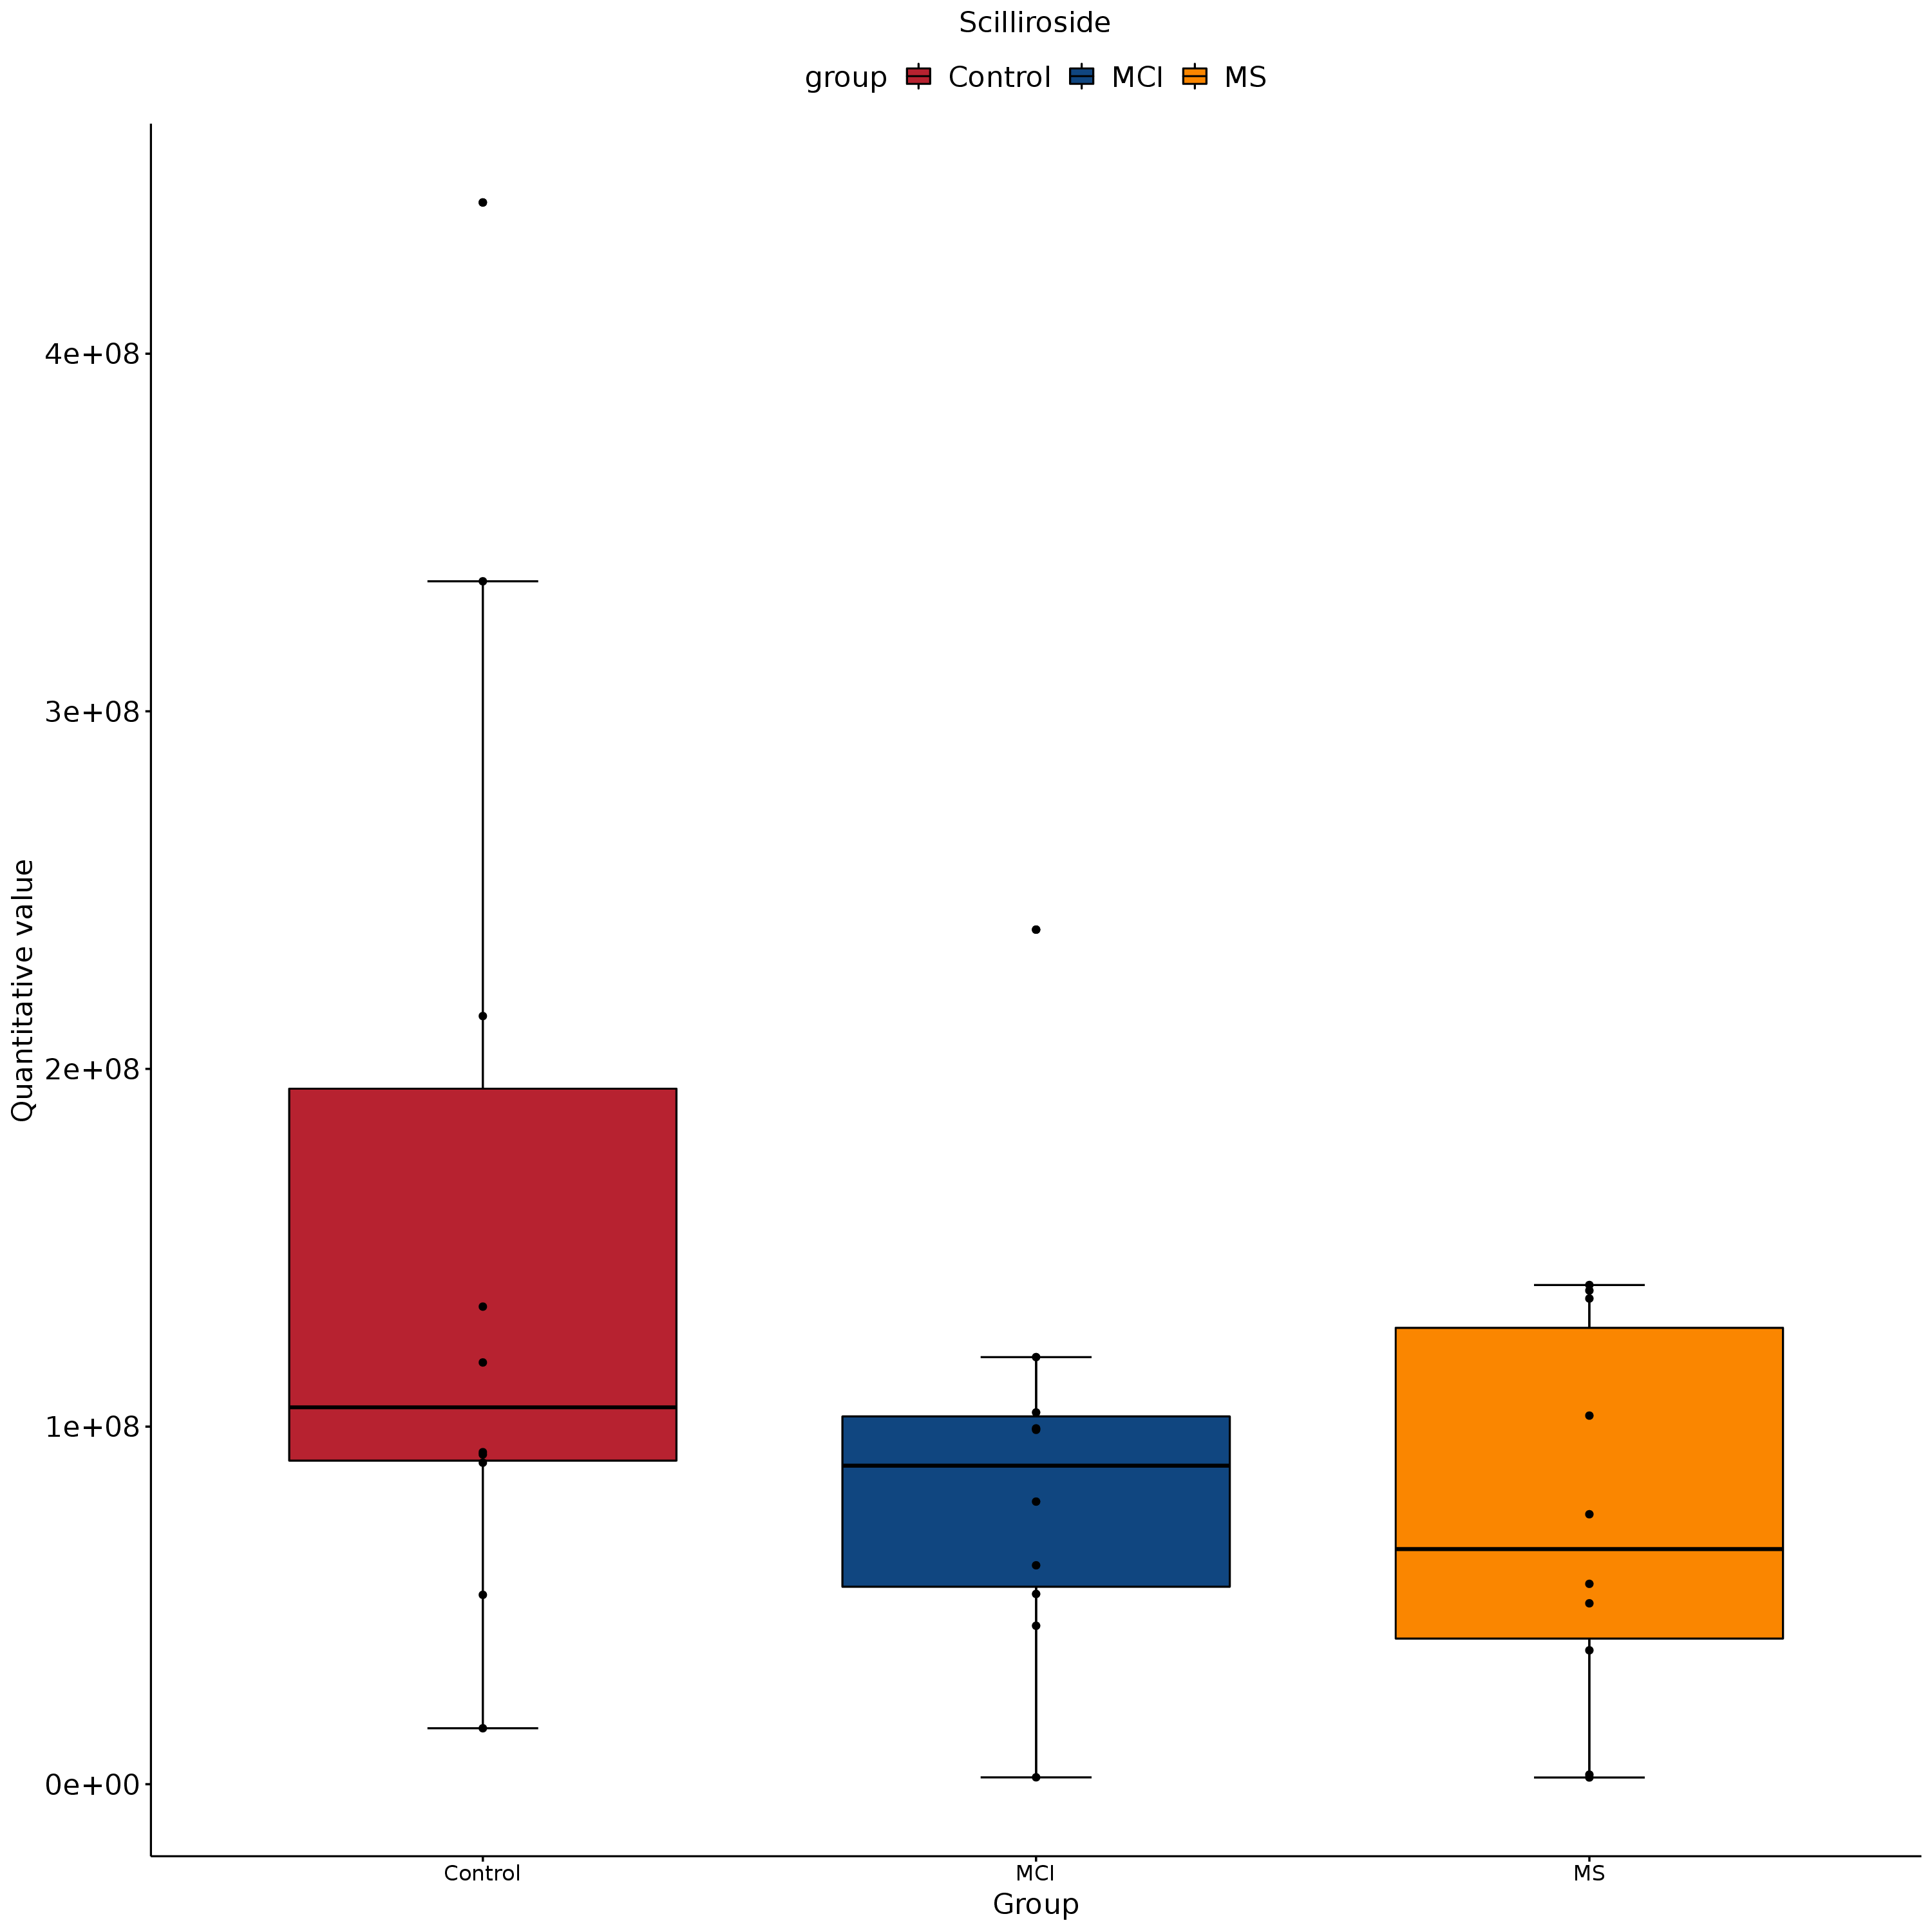 Scilliroside
group Control MCI MS
Quantitative value
4e+08
3e+08
2e+08
1e+08
0e+00
Control MCI MS
Group